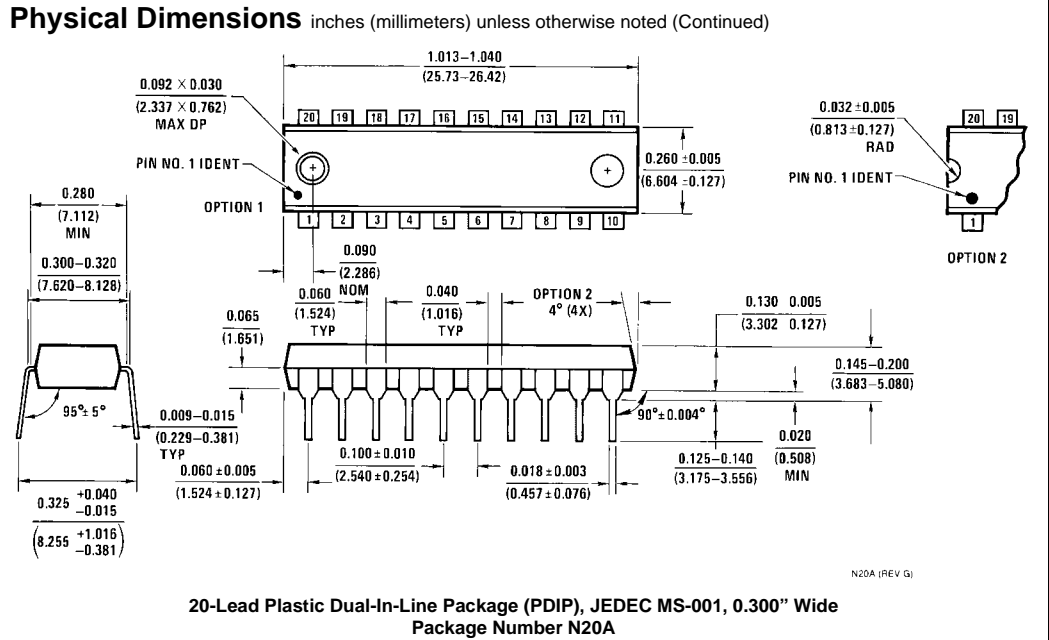 Physical Dimensions inches (millimeters) unless otherwise noted (Continued)
1.013–1.040
(25.73–26.42)
0.092 × 0.030
(2.337 × 0.762)
MAX DP
PIN NO. 1 IDENT
OPTION 1
20 19 18 17 16 15 14 13 12 11
1 2 3 4 5 6 7 8 9 10
0.260 ±0.005
(6.604 ±0.127)
0.032 ±0.005
(0.813 ±0.127)
RAD
PIN NO. 1 IDENT
20 19
1
OPTION 2
0.280
(7.112)
MIN
0.300–0.320
(7.620–8.128)
0.090
(2.286)
NOM
0.060
(1.524)
TYP
0.040
(1.016)
TYP
OPTION 2
4° (4X)
0.130 0.005
(3.302 0.127)
0.065
(1.651)
0.145–0.200
(3.683–5.080)
95°± 5°
0.009–0.015
(0.229–0.381)
TYP
90°±0.004°
0.020
(0.508)
MIN
0.100 ±0.010
(2.540 ±0.254)
0.125–0.140
(3.175–3.556)
0.060 ±0.005
(1.524 ±0.127)
0.018 ±0.003
(0.457 ±0.076)
0.325 +0.040
−0.015
(8.255 +1.016
−0.381)
N20A (REV G)
20-Lead Plastic Dual-In-Line Package (PDIP), JEDEC MS-001, 0.300” Wide
Package Number N20A